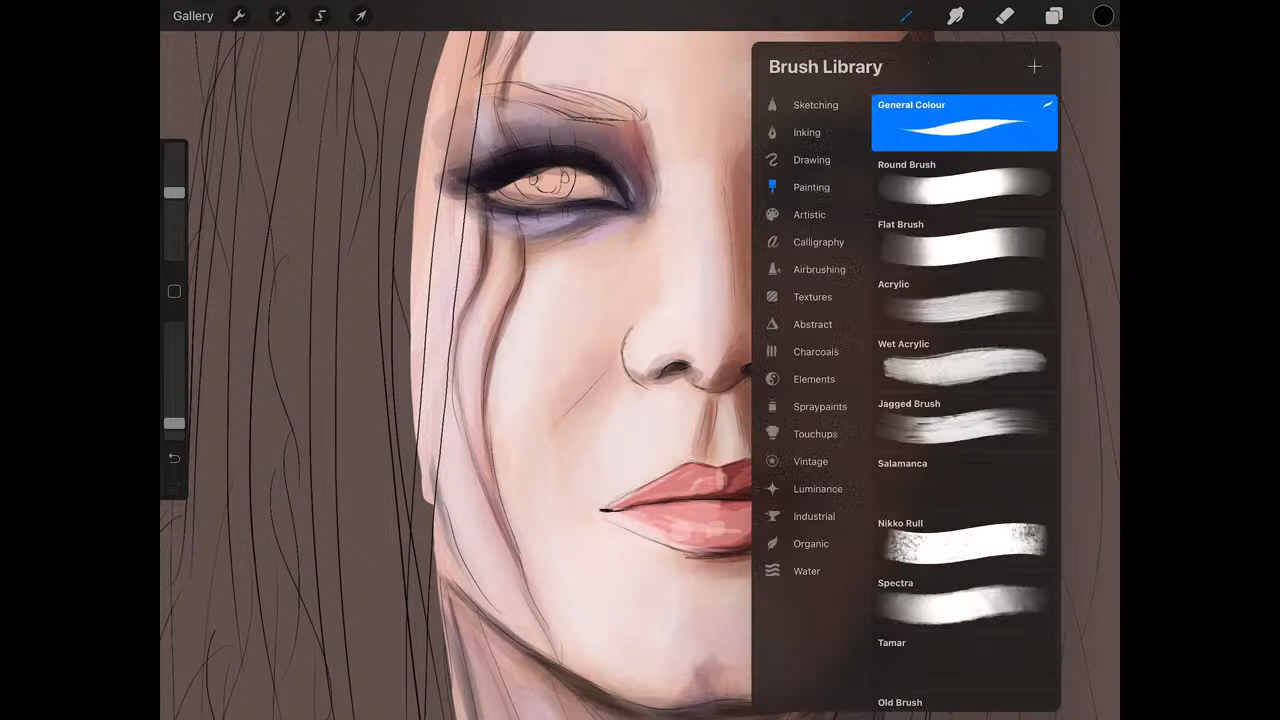 Gallery
Brush Library
Sketching
Inking
Drawing
Painting
Artistic
Calligraphy
Airbrushing
Textures
Abstract
Charcoals
Elements
Spraypaints
Touchups
Vintage
Luminance
Industrial
Organic
Water
General Colour
Round Brush
Flat Brush
Acrylic
Wet Acrylic
Jagged Brush
Salamanca
Nikko Rull
Spectra
Tamar
Old Brush